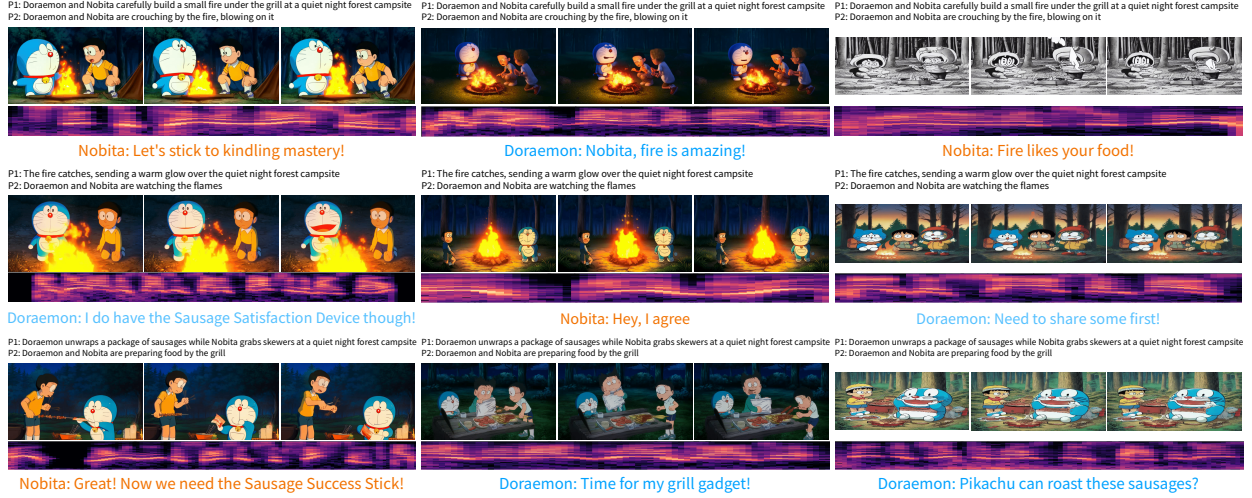 P1: Doraemon and Nobita carefully build a small fire under the grill at a quiet night forest campsite
P2: Doraemon and Nobita are crouching by the fire, blowing on it
Nobita: Let's stick to kindling mastery!
P1: Doraemon and Nobita carefully build a small fire under the grill at a quiet night forest campsite
P2: Doraemon and Nobita are crouching by the fire, blowing on it
Doraemon: Nobita, fire is amazing!
P1: Doraemon and Nobita carefully build a small fire under the grill at a quiet night forest campsite
P2: Doraemon and Nobita are crouching by the fire, blowing on it
Nobita: Fire likes your food!
P1: The fire catches, sending a warm glow over the quiet night forest campsite
P2: Doraemon and Nobita are watching the flames
Doraemon: I do have the Sausage Satisfaction Device though!
P1: The fire catches, sending a warm glow over the quiet night forest campsite
P2: Doraemon and Nobita are watching the flames
Nobita: Hey, I agree
P1: The fire catches, sending a warm glow over the quiet night forest campsite
P2: Doraemon and Nobita are watching the flames
Doraemon: Need to share some first!
P1: Doraemon unwraps a package of sausages while Nobita grabs skewers at a quiet night forest campsite
P2: Doraemon and Nobita are preparing food by the grill
Nobita: Great! Now we need the Sausage Success Stick!
P1: Doraemon unwraps a package of sausages while Nobita grabs skewers at a quiet night forest campsite
P2: Doraemon and Nobita are preparing food by the grill
Doraemon: Time for my grill gadget!
P1: Doraemon unwraps a package of sausages while Nobita grabs skewers at a quiet night forest campsite
P2: Doraemon and Nobita are preparing food by the grill
Doraemon: Pikachu can roast these sausages?